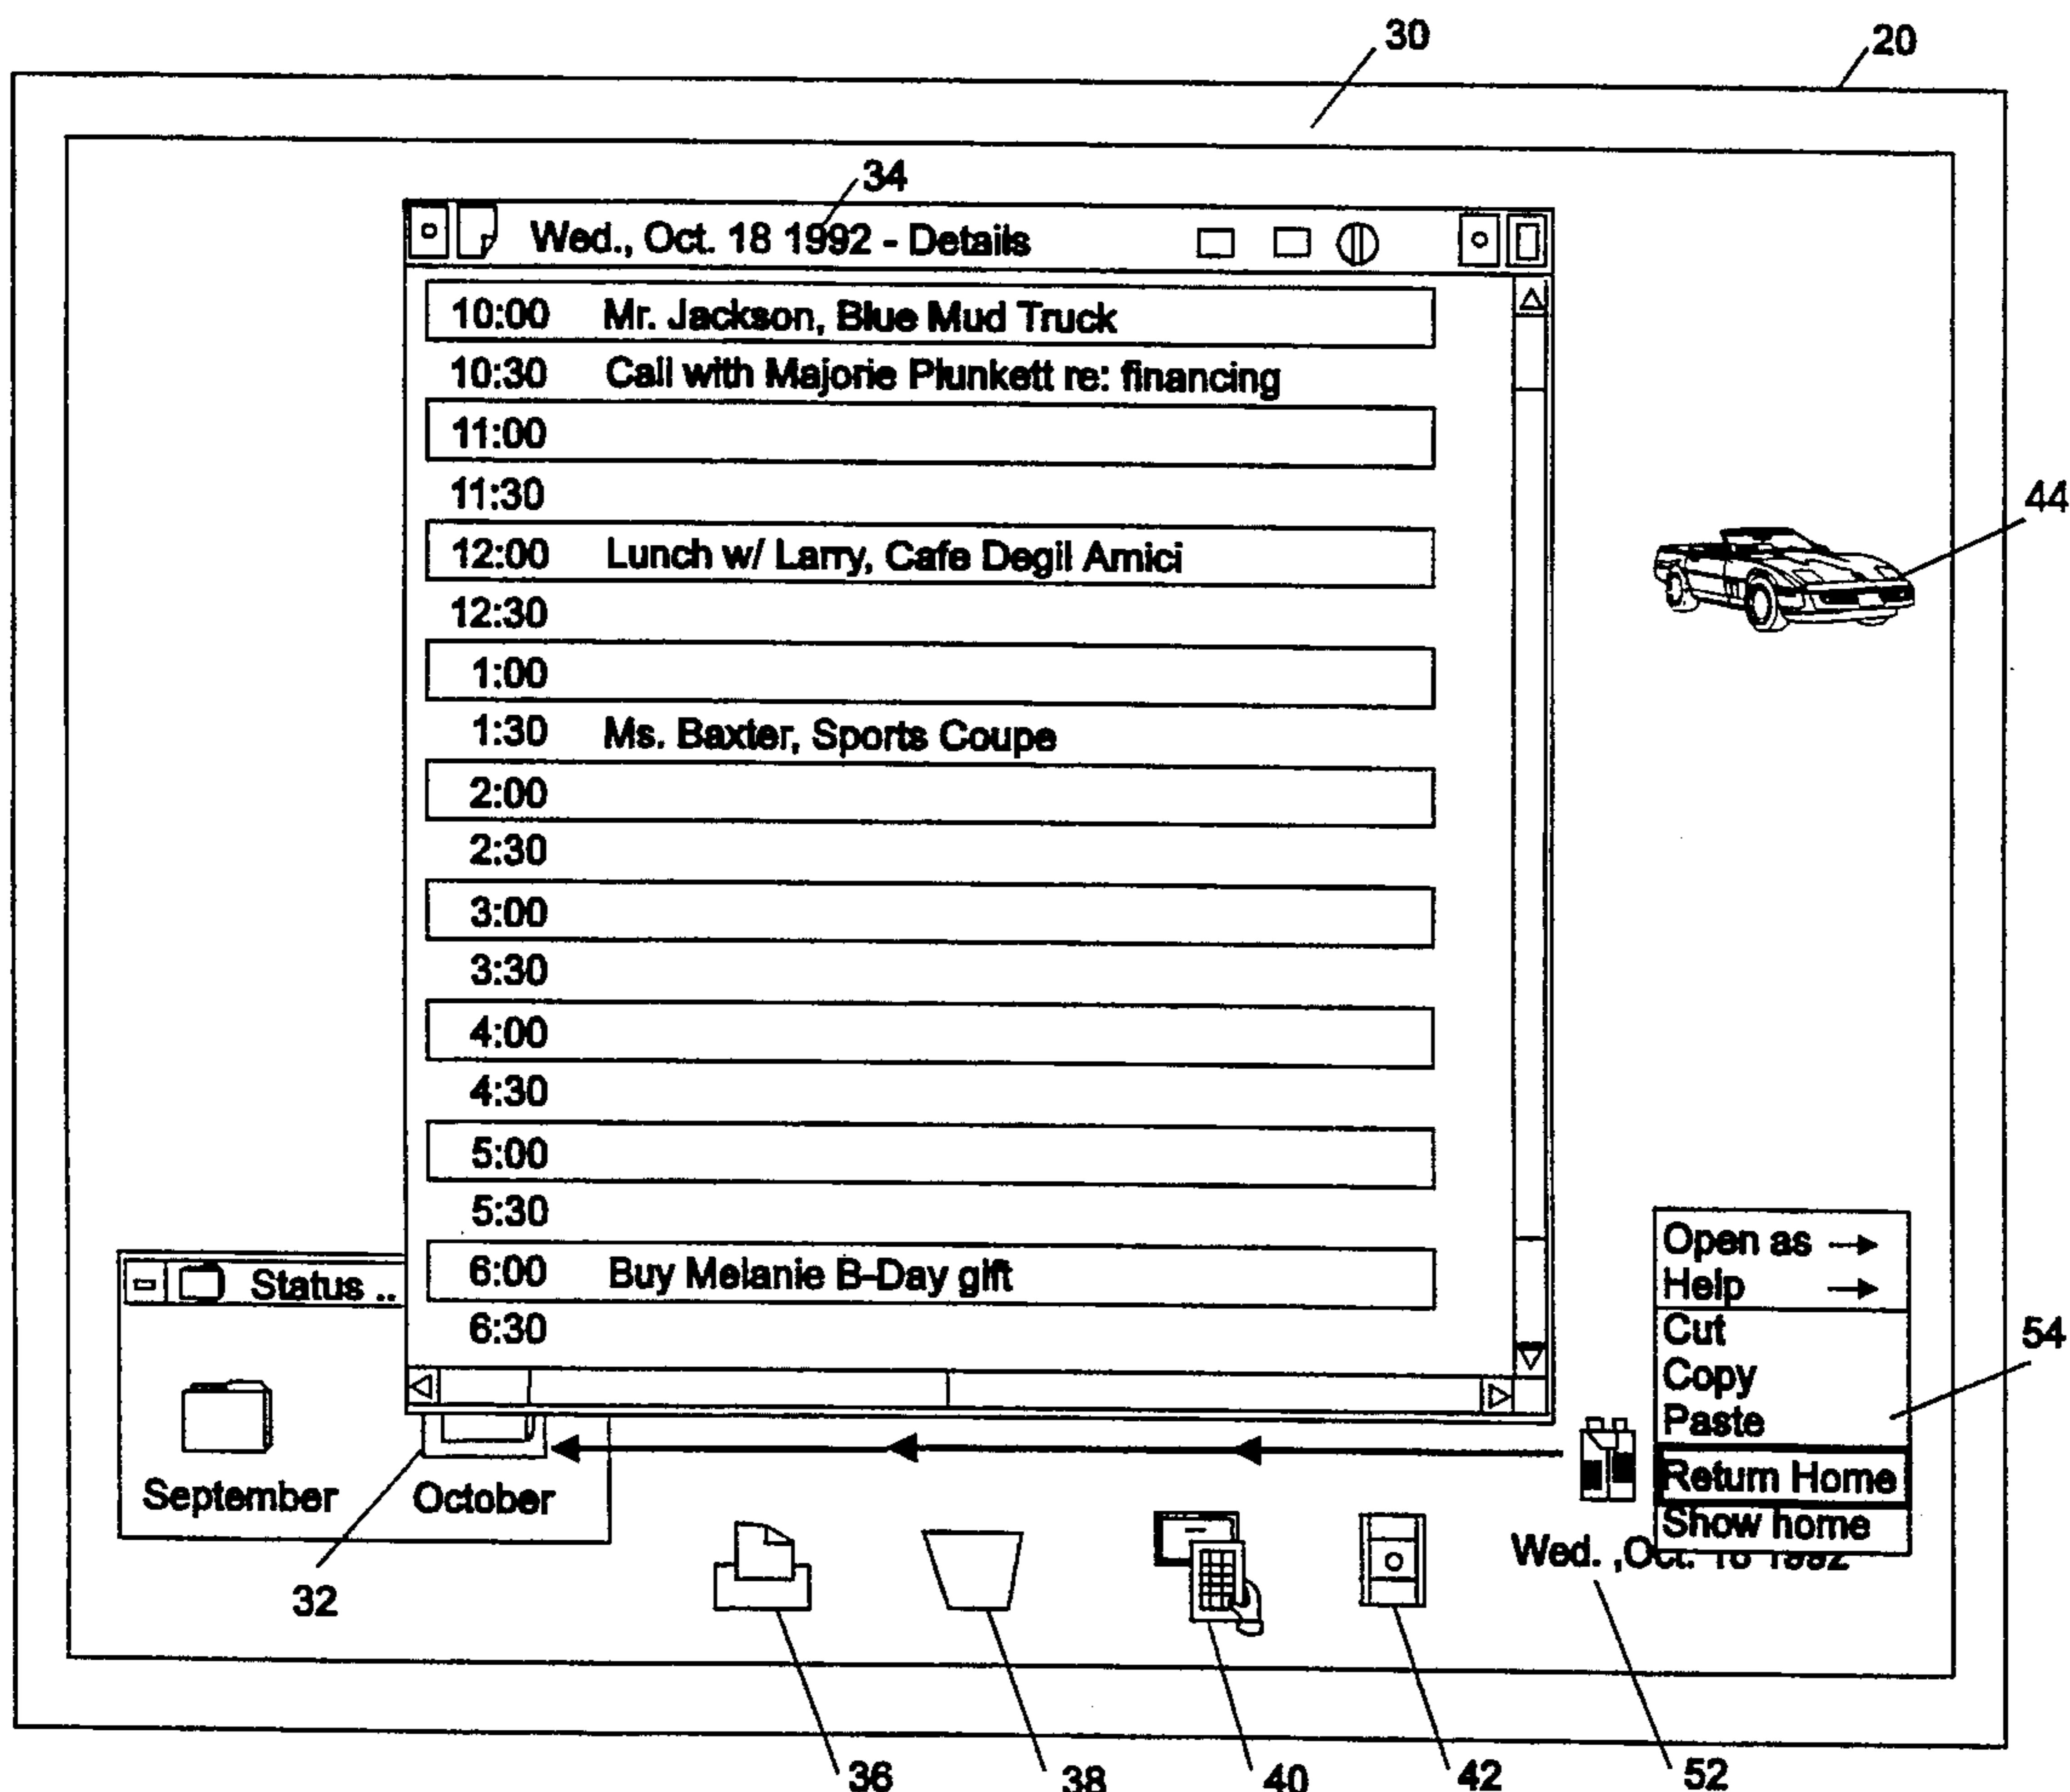 30
20
34
Wed., Oct. 18 1992 - Details
10:00 Mr. Jackson, Blue Mud Truck
10:30 Call with Majorie Plunkett re: financing
11:00
11:30
44
12:00 Lunch w/ Larry, Cafe Degil Amici
12:30
1:00
1:30 Ms. Baxter, Sports Coupe
2:00
2:30
3:00
3:30
4:00
4:30
5:00
5:30
6:00 Buy Melanie B-Day gift
6:30
Status ..
September
October
Open as
Help
Cut
Copy
Paste
Return Home
Show home
54
Wed. ,Oct. 18 1992
32
36
38
40
42
52